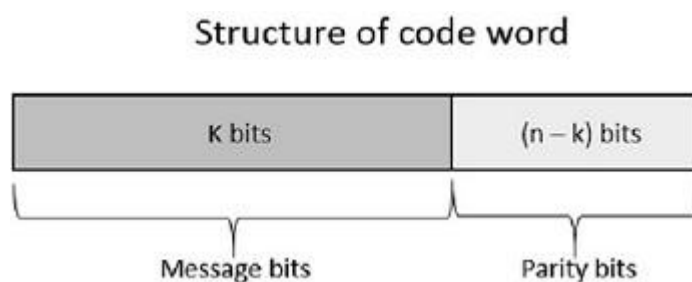 Structure of code word
K bits
(n – k) bits
Message bits
Parity bits